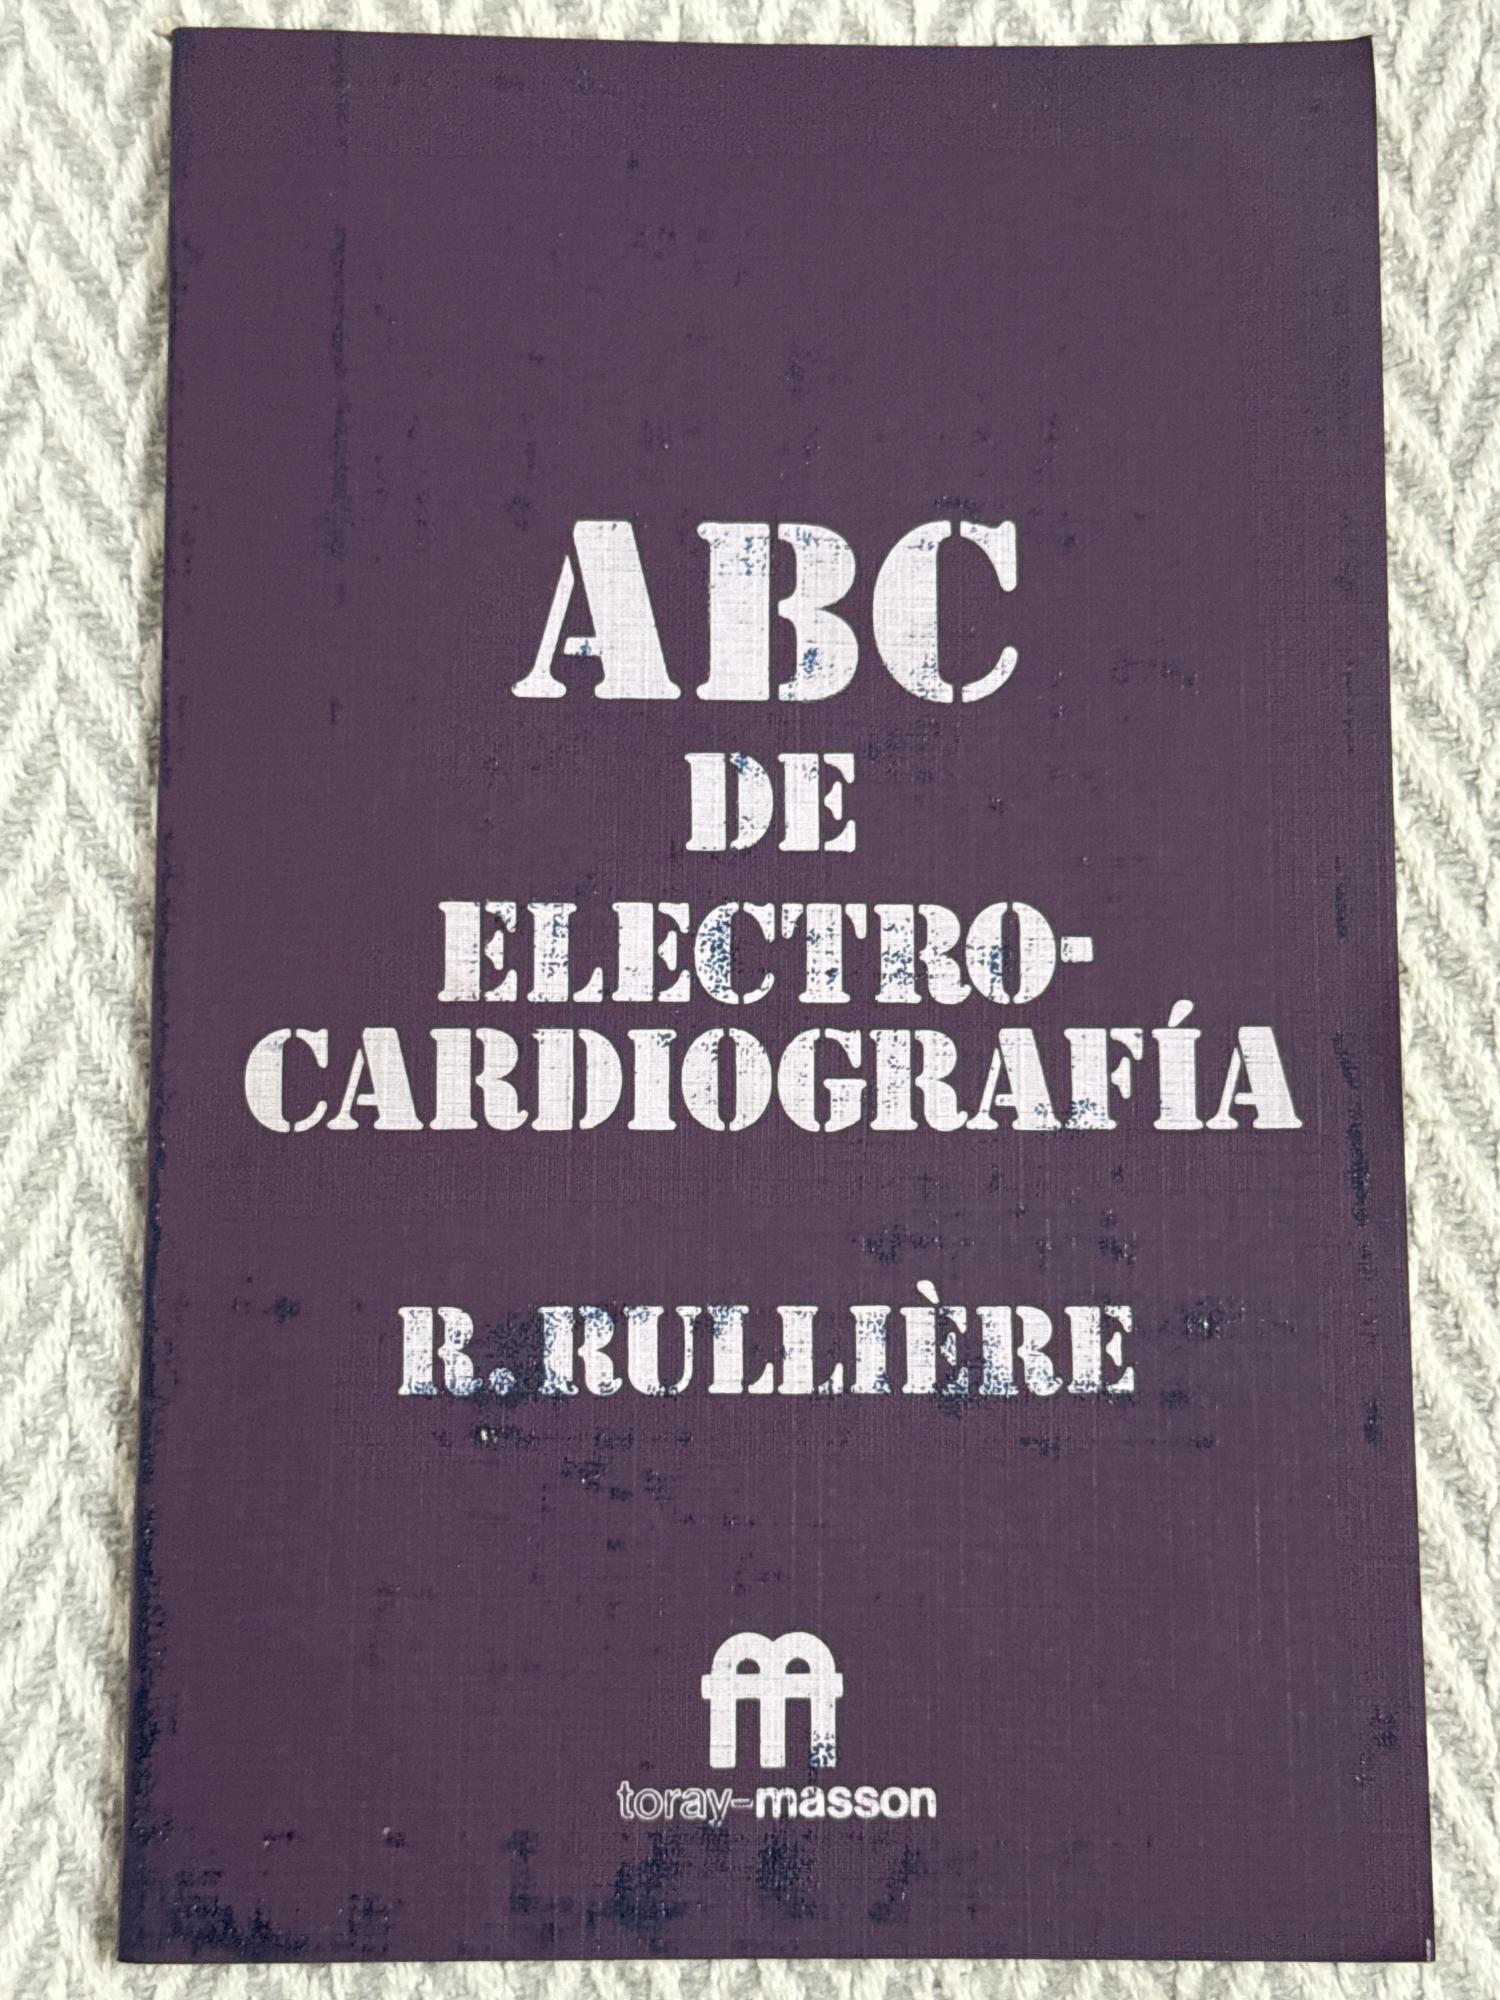 ABC
DE
ELECTRO-
CARDIOGRAFÍA
R. RULLIÈRE
toray-masson